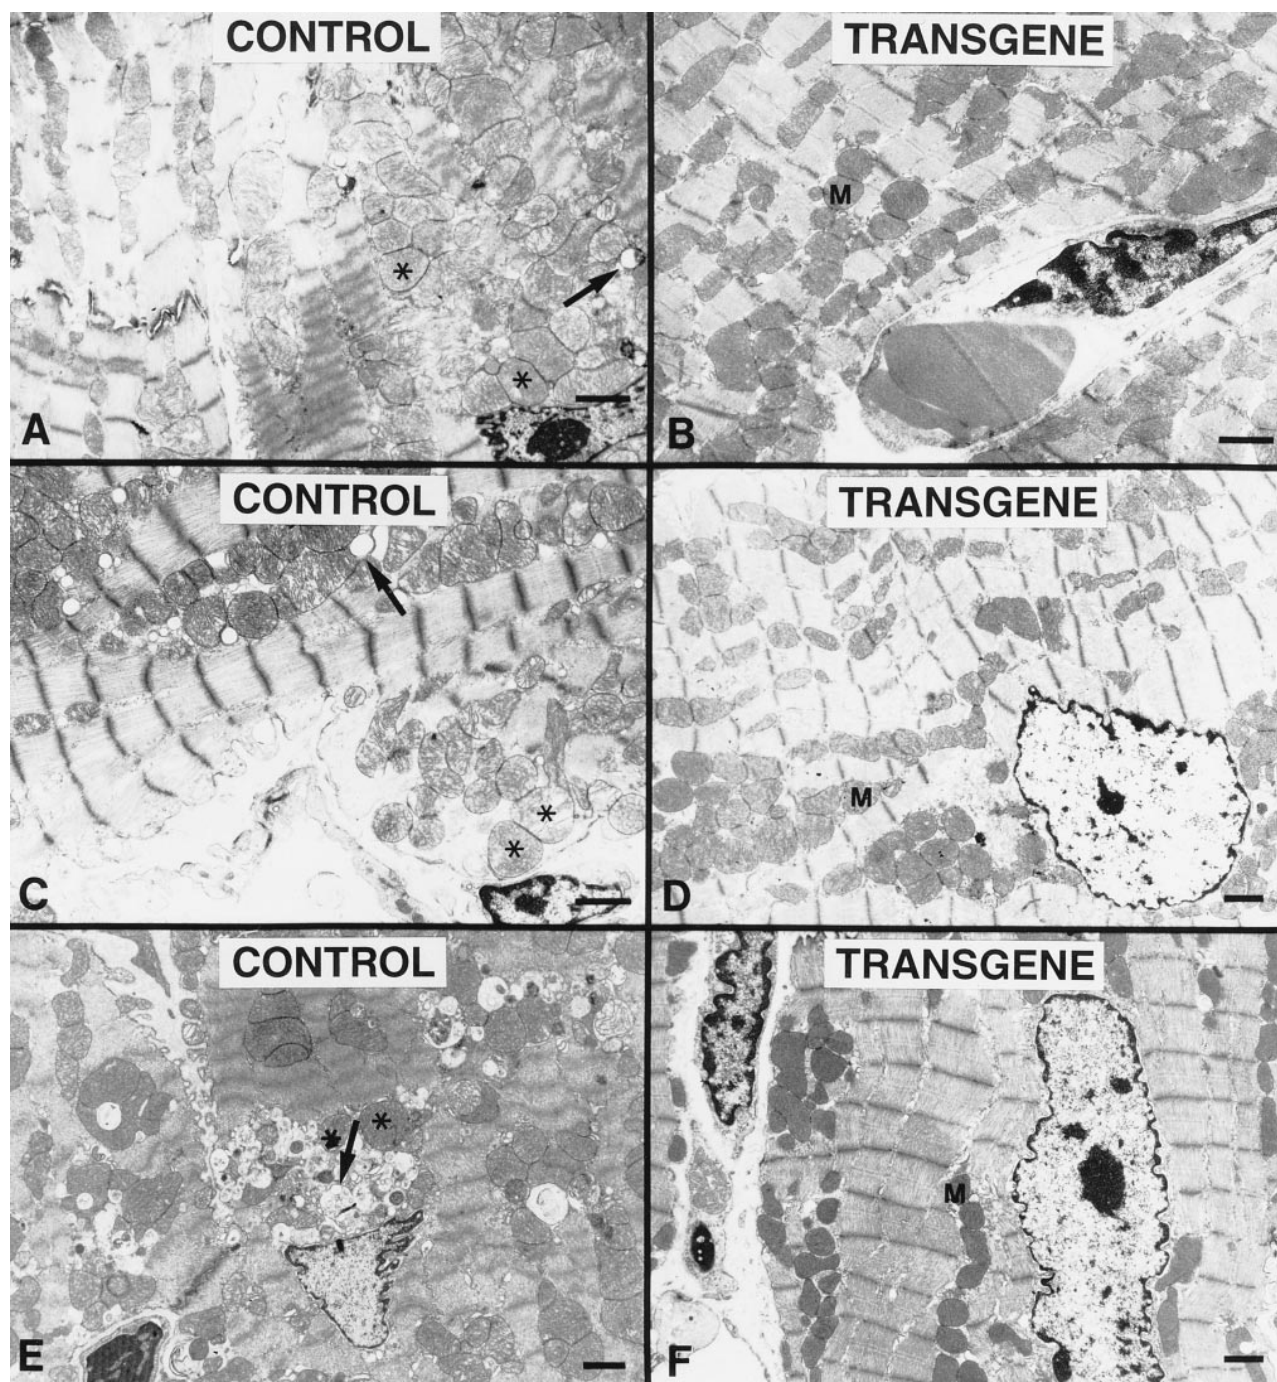 CONTROL
TRANSGENE
*
M
*
A
B
CONTROL
TRANSGENE
M
*
*
C
D
CONTROL
TRANSGENE
*
*
M
E
F